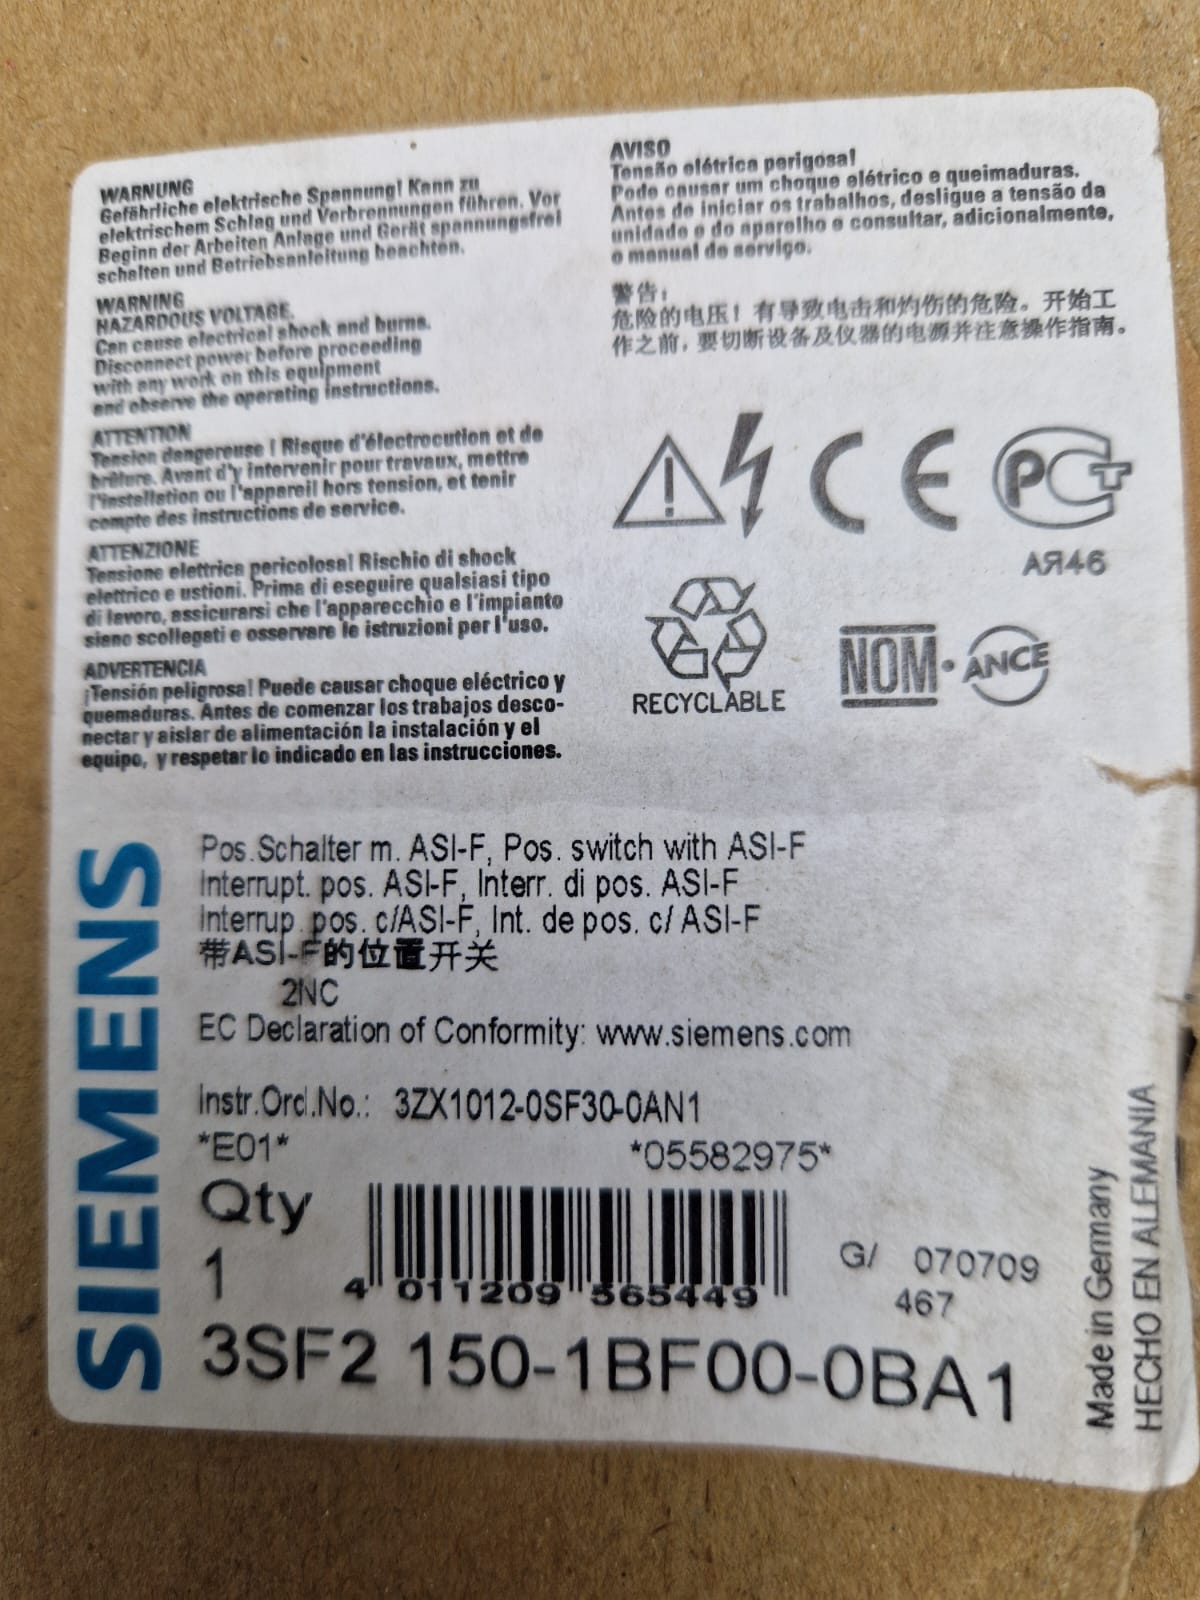 WARNUNG
Gefährliche elektrische Spannung! Kann zu
elektrischem Schlag und Verbrennungen führen. Vor
Beginn der Arbeiten Anlage und Gerät spannungsfrei
schalten und Betriebsanleitung beachten.
WARNING
HAZARDOUS VOLTAGE.
Can cause electrical shock and burns.
Disconnect power before proceeding
with any work on this equipment
and observe the operating instructions.
ATTENTION
Tension dangereuse ! Risque d'électrocution et de
brûlure. Avant d'y intervenir pour travaux, mettre
l'installation ou l'appareil hors tension, et tenir
compte des instructions de service.
ATTENZIONE
Tensione elettrica pericolosa! Rischio di shock
elettrico e ustioni. Prima di eseguire qualsiasi tipo
di lavoro, assicurarsi che l'apparecchio e l'impianto
siano scollegati e osservare le istruzioni per l'uso.
ADVERTENCIA
¡Tensión peligrosa! Puede causar choque eléctrico y
quemaduras. Antes de comenzar los trabajos desco-
nectar y aislar de alimentación la instalación y el
equipo, y respetar lo indicado en las instrucciones.
AVISO
Tensão elétrica perigosa!
Pode causar um choque elétrico e queimaduras.
Antes de iniciar os trabalhos, desligue a tensão da
unidade e do aparelho e consultar, adicionalmente,
o manual de serviço.
警告:
危险的电压!有导致电击和灼伤的危险。开始工
作之前,要切断设备及仪器的电源并注意操作指南。
CE PCT
АЯ46
RECYCLABLE
NOM·ANCE
SIEMENS
Pos.Schalter m. ASI-F, Pos. switch with ASI-F
Interrupt. pos. ASI-F, Interr. di pos. ASI-F
Interrup. pos. c/ASI-F, Int. de pos. c/ ASI-F
带ASI-F的位置开关
2NC
EC Declaration of Conformity: www.siemens.com
Instr.Ord.No.: 3ZX1012-0SF30-0AN1
*E01* *05582975*
Qty
1
4 011209 565449
G/ 070709
467
3SF2 150-1BF00-0BA1
Made in Germany
HECHO EN ALEMANIA